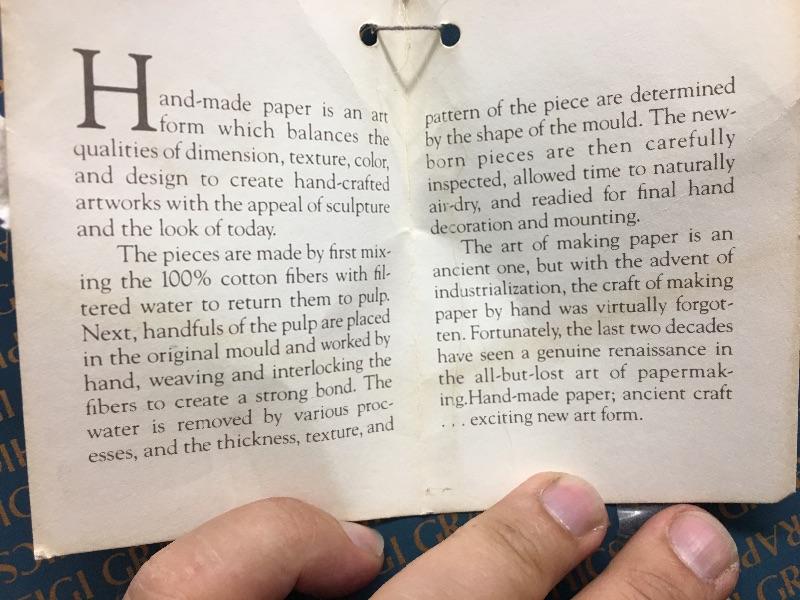 Hand-made paper is an art
form which balances the
qualities of dimension, texture, color,
and design to create hand-crafted
artworks with the appeal of sculpture
and the look of today.
The pieces are made by first mix-
ing the 100% cotton fibers with fil-
tered water to return them to pulp.
Next, handfuls of the pulp are placed
in the original mould and worked by
hand, weaving and interlocking the
fibers to create a strong bond. The
water is removed by various proc-
esses, and the thickness, texture, and
pattern of the piece are determined
by the shape of the mould. The new-
born pieces are then carefully
inspected, allowed time to naturally
air-dry, and readied for final hand
decoration and mounting.
The art of making paper is an
ancient one, but with the advent of
industrialization, the craft of making
paper by hand was virtually forgot-
ten. Fortunately, the last two decades
have seen a genuine renaissance in
the all-but-lost art of papermak-
ing.Hand-made paper; ancient craft
. . . exciting new art form.